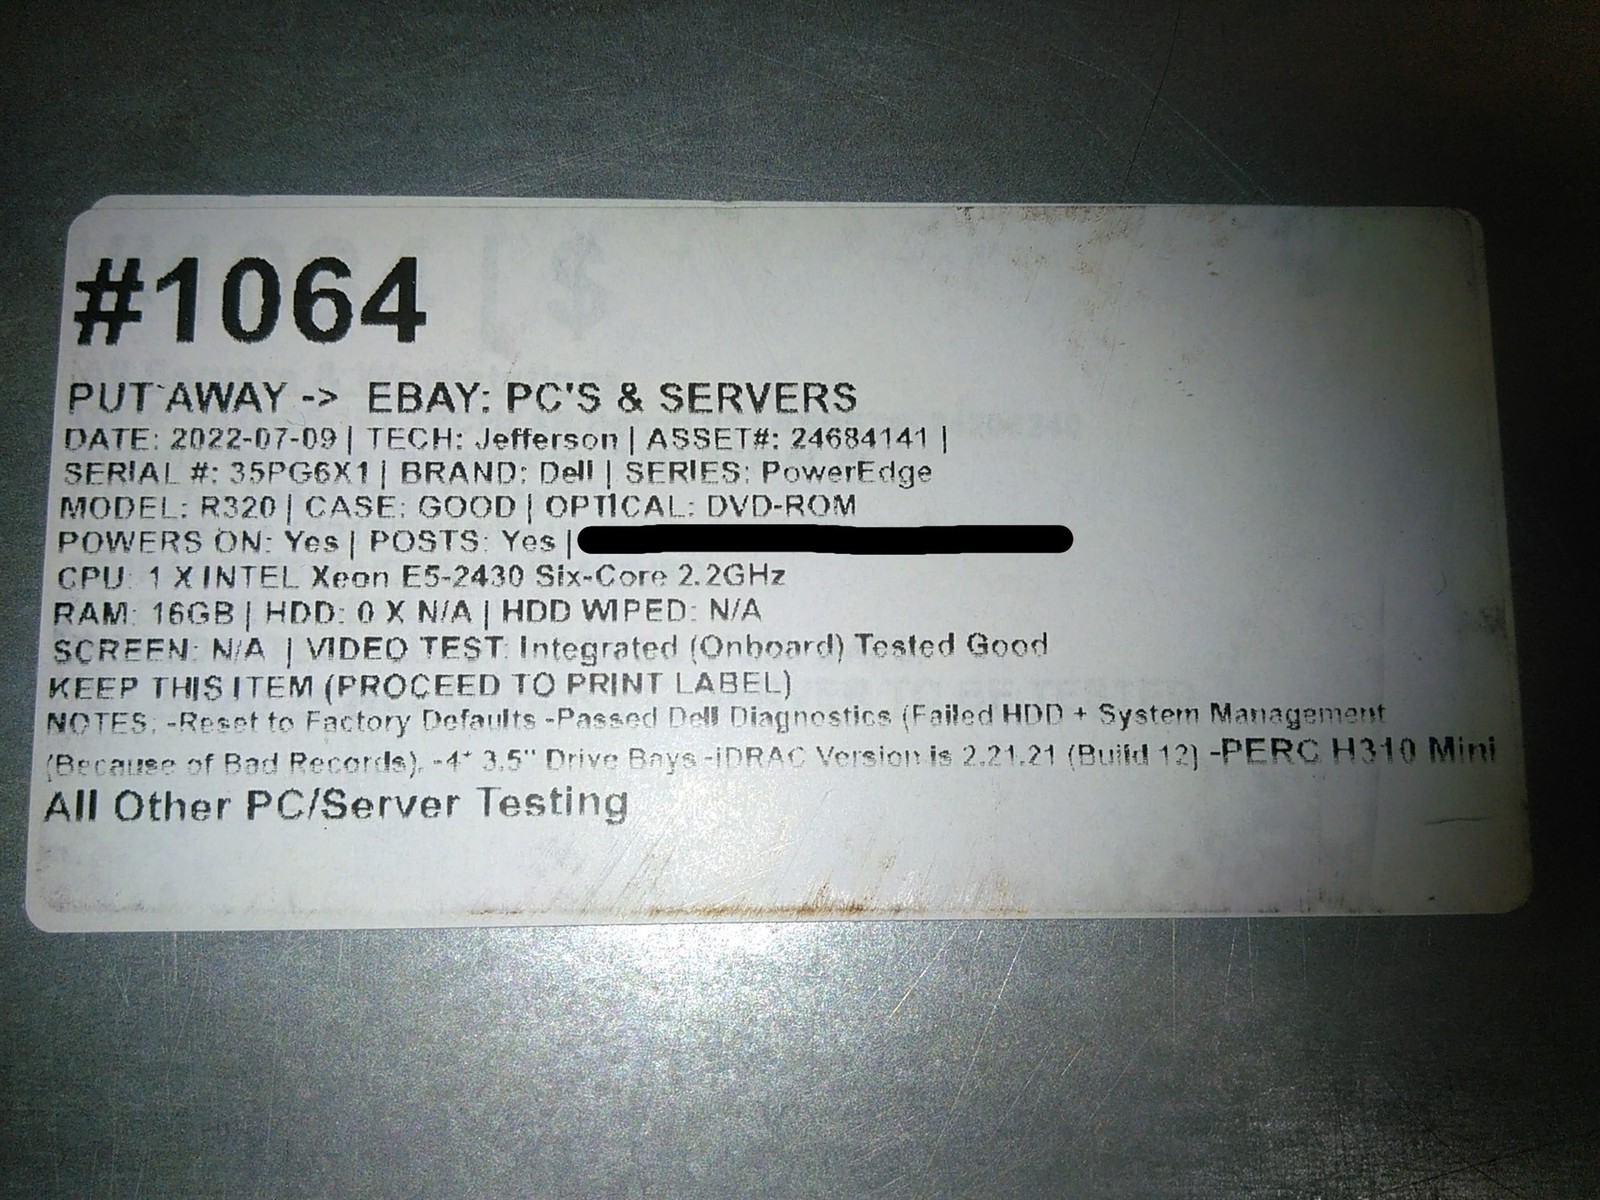 #1064
PUT AWAY -> EBAY: PC'S & SERVERS
DATE: 2022-07-09 | TECH: Jefferson | ASSET#: 24684141 |
SERIAL #: 35PG6X1 | BRAND: Dell | SERIES: PowerEdge
MODEL: R320 | CASE: GOOD | OPTICAL: DVD-ROM
POWERS ON: Yes | POSTS: Yes |
CPU: 1 X INTEL Xeon E5-2430 Six-Core 2.2GHz
RAM: 16GB | HDD: 0 X N/A | HDD WIPED: N/A
SCREEN: N/A | VIDEO TEST: Integrated (Onboard) Tested Good
KEEP THIS ITEM (PROCEED TO PRINT LABEL)
NOTES: -Reset to Factory Defaults -Passed Dell Diagnostics (Failed HDD + System Management
(Because of Bad Records). -4* 3.5" Drive Bays -iDRAC Version is 2.21.21 (Build 12) -PERC H310 Mini
All Other PC/Server Testing